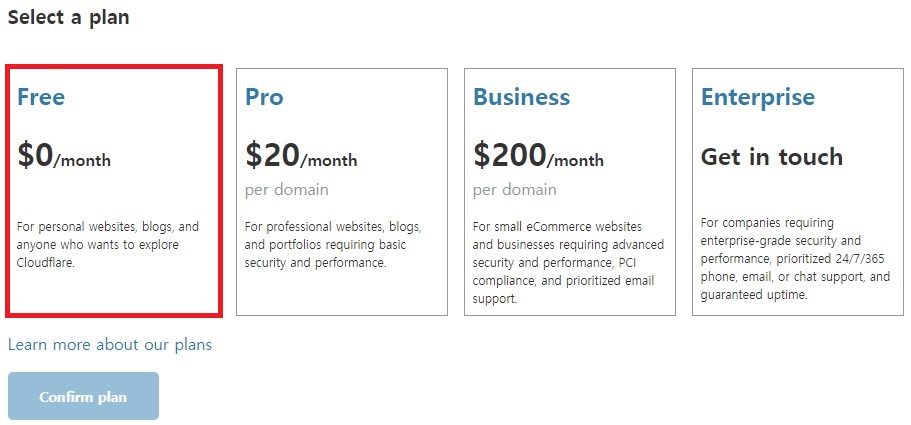 Select a plan
Free
$0/month
For personal websites, blogs, and
anyone who wants to explore
Cloudflare.
Pro
$20/month
per domain
For professional websites, blogs,
and portfolios requiring basic
security and performance.
Business
$200/month
per domain
For small eCommerce websites
and businesses requiring advanced
security and performance, PCI
compliance, and prioritized email
support.
Enterprise
Get in touch
For companies requiring
enterprise-grade security and
performance, prioritized 24/7/365
phone, email, or chat support, and
guaranteed uptime.
Learn more about our plans
Confirm plan